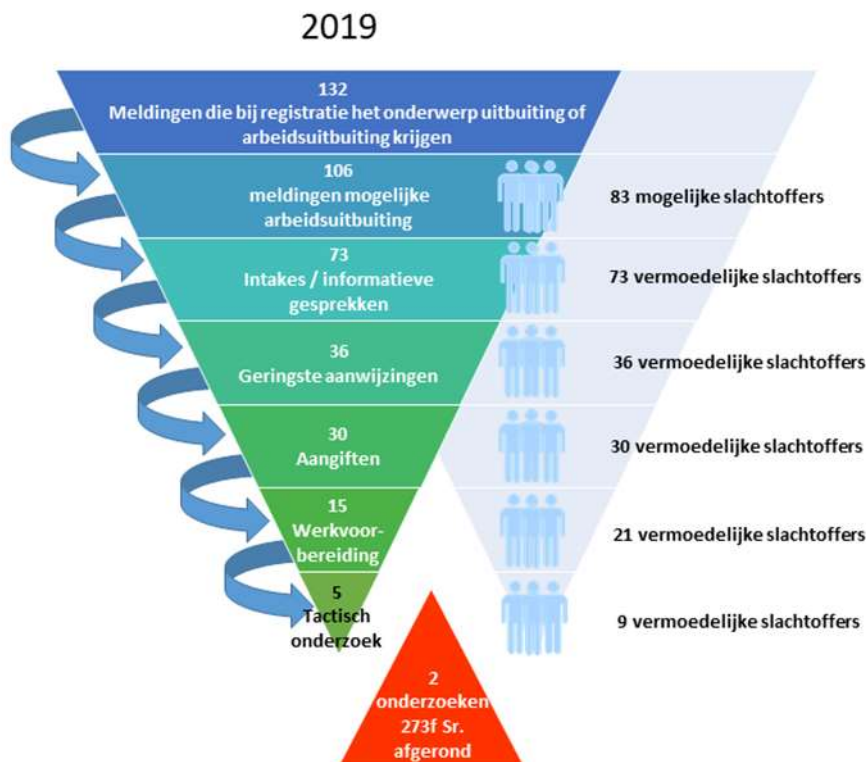 2019
132
Meldingen die bij registratie het onderwerp uitbuiting of
arbeidsuitbuiting krijgen
106
meldingen mogelijke
arbeidsuitbuiting
83 mogelijke slachtoffers
73
Intakes / informatieve
gesprekken
73 vermoedelijke slachtoffers
36
Geringste aanwijzingen
36 vermoedelijke slachtoffers
30
Aangiften
30 vermoedelijke slachtoffers
15
Werkvoor-
bereiding
21 vermoedelijke slachtoffers
5
Tactisch
onderzoek
9 vermoedelijke slachtoffers
2
onderzoeken
273f Sr.
afgerond